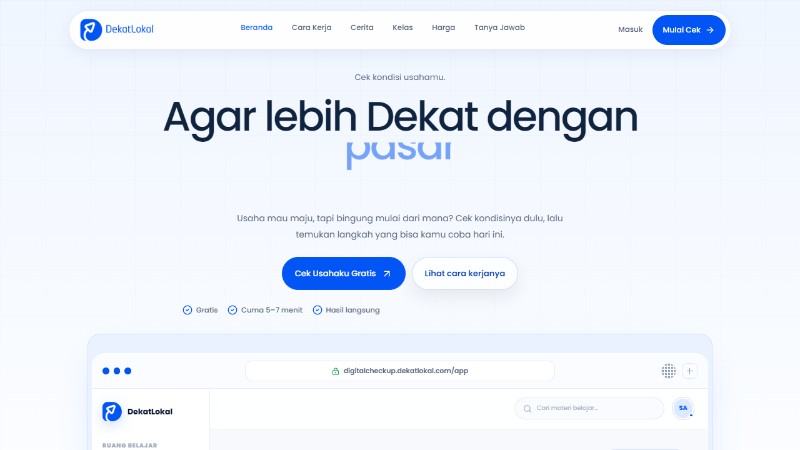 DekatLokal
Beranda Cara Kerja Cerita Kelas Harga Tanya Jawab
Masuk
Mulai Cek
Cek kondisi usahamu.
Agar lebih Dekat dengan
pasar
Usaha mau maju, tapi bingung mulai dari mana? Cek kondisinya dulu, lalu
temukan langkah yang bisa kamu coba hari ini.
Cek Usahaku Gratis
Lihat cara kerjanya
Gratis Cuma 5–7 menit Hasil langsung
digitalcheckup.dekatlokal.com/app
DekatLokal
Cari materi belajar...
SA
RUANG BELAJAR